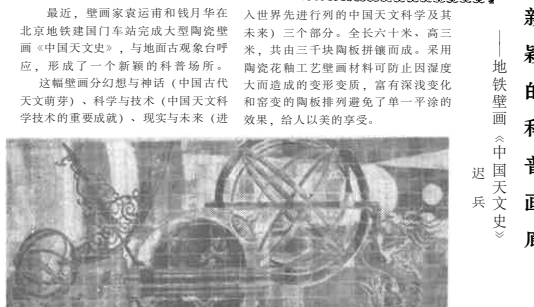 新颖的科普画廊
——地铁壁画《中国天文史》
迟 兵
最近，壁画家袁运甫和钱月华在
北京地铁建国门车站完成大型陶瓷壁
画《中国天文史》，与地面古观象台呼
应，形成了一个新颖的科普场所。
这幅壁画分幻想与神话（中国古代
天文萌芽）、科学与技术（中国天文科
学技术的重要成就）、现实与未来（进
入世界先进行列的中国天文科学及其
未来）三个部分。全长六十米、高三
米，共由三千块陶板拼镶而成。采用
陶瓷花釉工艺壁画材料可防止因湿度
大而造成的变形变质，富有深浅变化
和窑变的陶板排列避免了单一平涂的
效果，给人以美的享受。